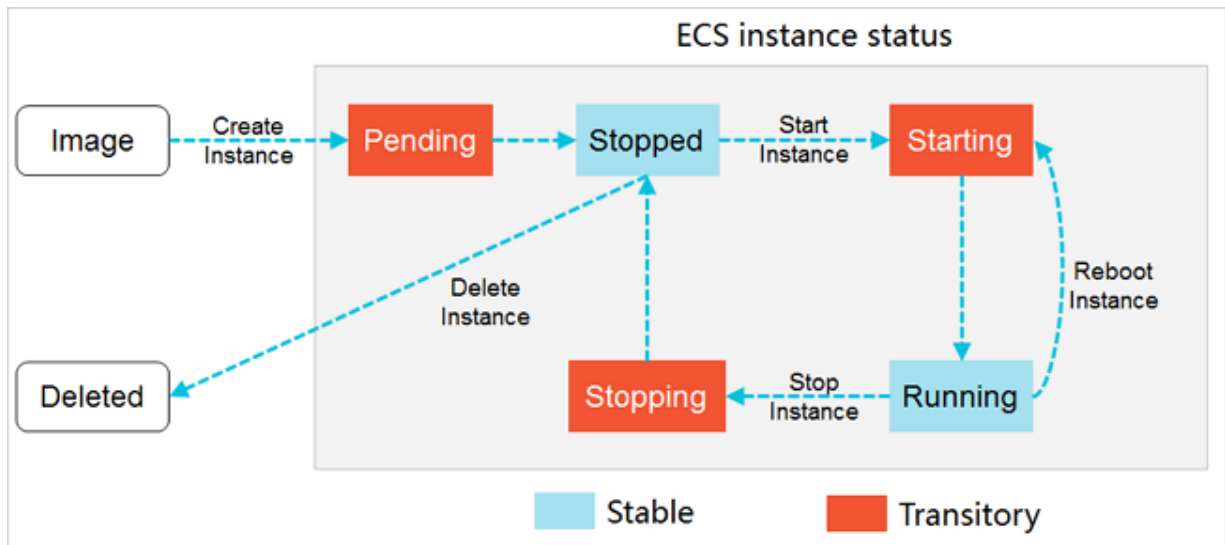 ECS instance status
Image
Create
Instance
Pending
Stopped
Start
Instance
Starting
Delete
Instance
Reboot
Instance
Deleted
Stopping
Stop
Instance
Running
Stable
Transitory